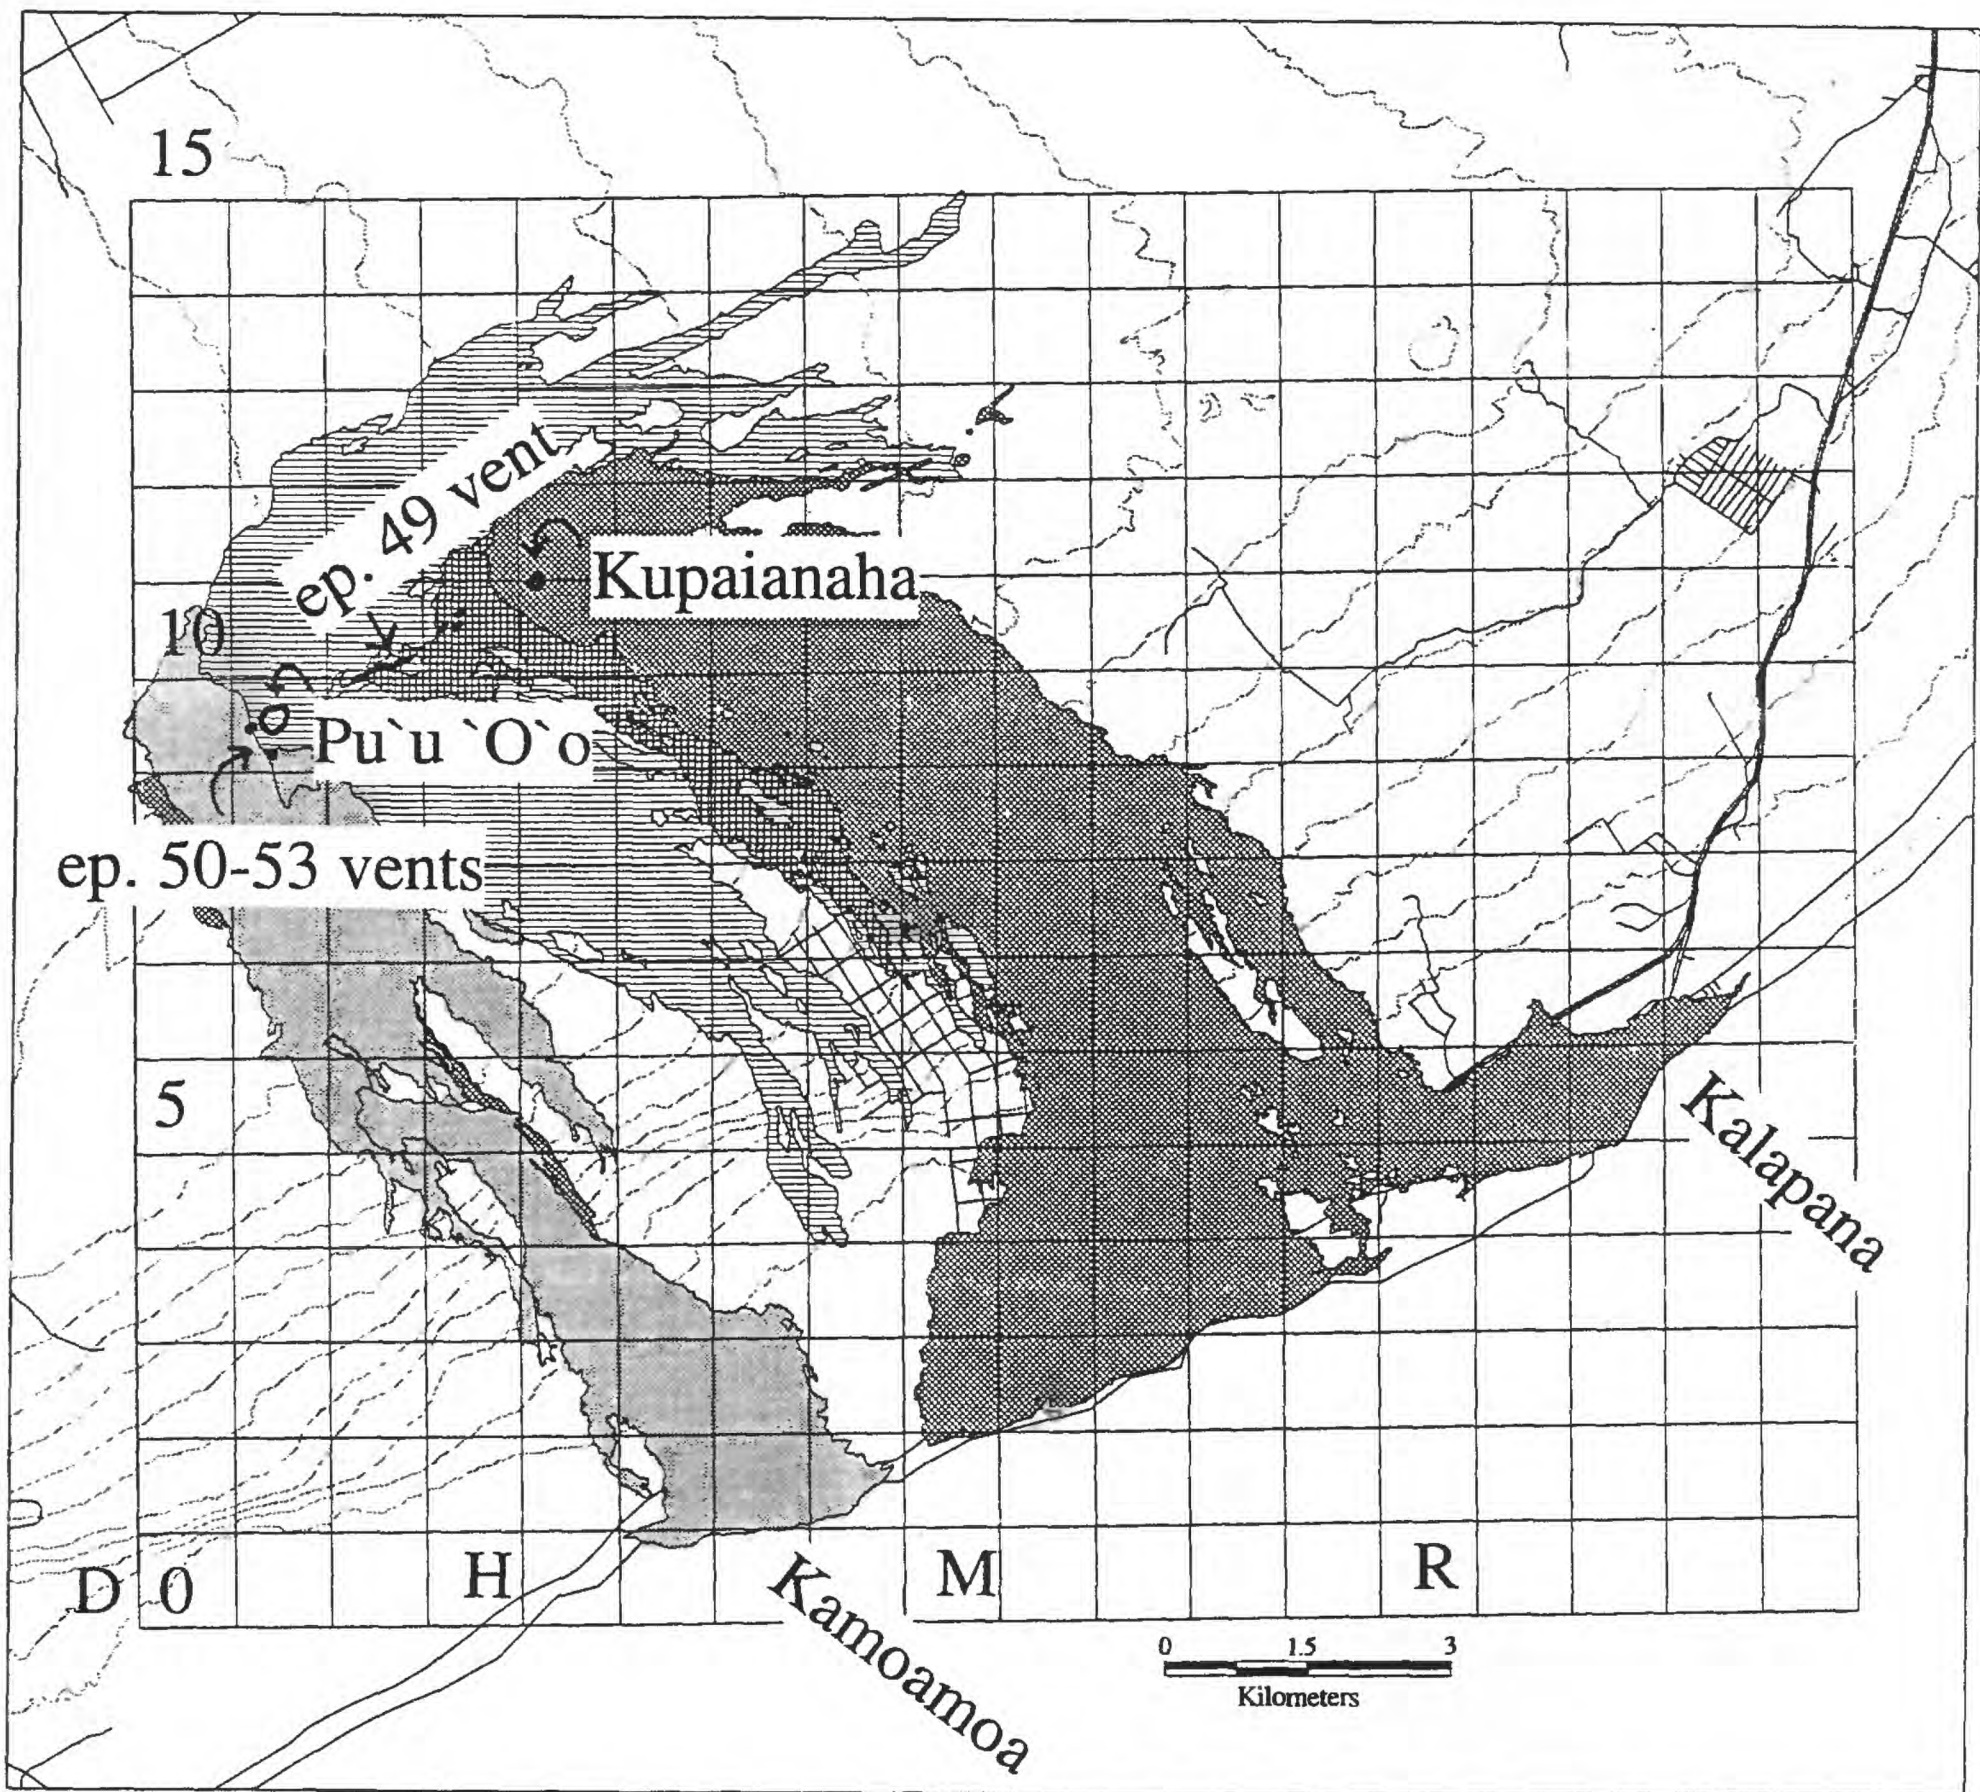 15
ep. 49 vent
Kupaianaha
10
Pu`u `O`o
ep. 50-53 vents
5
Kalapana
D 0 H M R
Kamoamoa
0 1.5 3
Kilometers